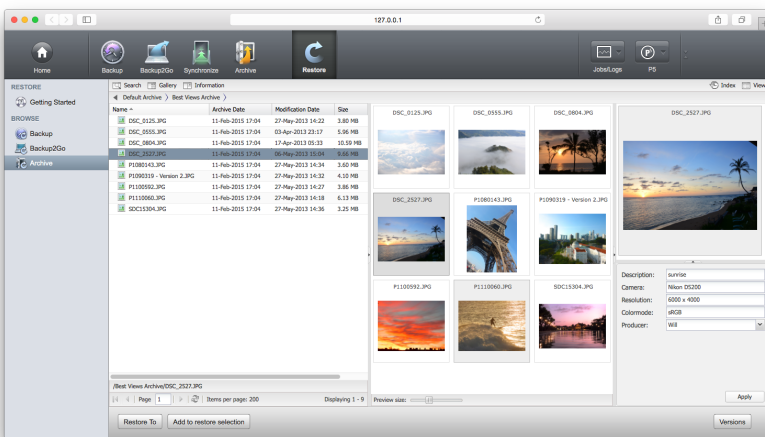 127.0.0.1
Home
Backup
Backup2Go
Synchronize
Archive
Restore
Jobs/Logs
P5
RESTORE
Getting Started
BROWSE
Backup
Backup2Go
Archive
Search Gallery Information
Index View
Default Archive Best Views Archive
Name Archive Date Modification Date Size
DSC_0125.JPG 11-Feb-2015 17:04 27-May-2013 14:22 3.80 MB
DSC_0555.JPG 11-Feb-2015 17:04 03-Apr-2013 23:17 5.96 MB
DSC_0804.JPG 11-Feb-2015 17:04 17-Apr-2013 05:33 10.59 MB
DSC_2527.JPG 11-Feb-2015 17:04 06-May-2013 15:04 8.66 MB
P1080143.JPG 11-Feb-2015 17:04 27-May-2013 14:34 3.60 MB
P1090319 - Version 2.JPG 11-Feb-2015 17:04 27-May-2013 14:32 4.10 MB
P1100592.JPG 11-Feb-2015 17:04 27-May-2013 14:27 3.86 MB
P1110060.JPG 11-Feb-2015 17:04 27-May-2013 14:18 6.13 MB
SDC15304.JPG 11-Feb-2015 17:04 27-May-2013 14:36 3.25 MB
DSC_0125.JPG DSC_0555.JPG DSC_0804.JPG
DSC_2527.JPG P1080143.JPG P1090319 - Version 2.JPG
P1100592.JPG P1110060.JPG SDC15304.JPG
DSC_2527.JPG
Description: sunrise
Camera: Nikon DS200
Resolution: 6000 x 4000
Colormode: sRGB
Producer: Will
Apply
/Best Views Archive/DSC_2527.JPG
Page 1 Items per page: 200 Displaying 1 - 9
Preview size:
Restore To Add to restore selection Versions